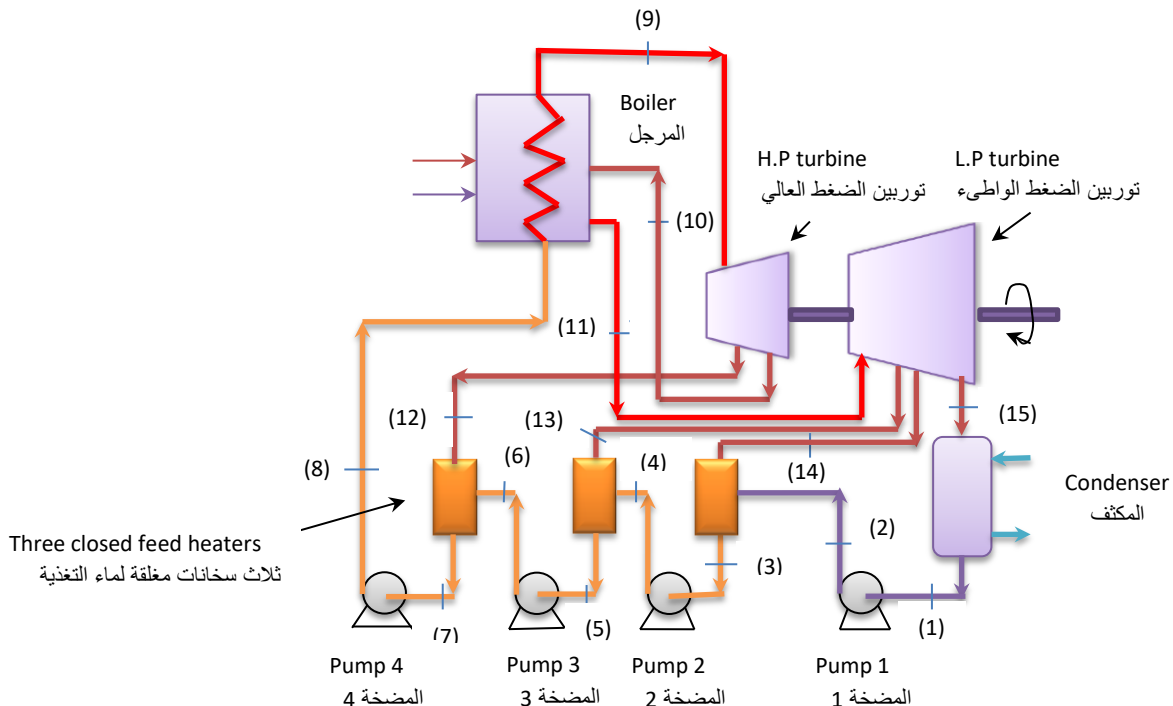 (9)
Boiler
المرجل
H.P turbine
توربين الضغط العالي
L.P turbine
توربين الضغط الواطىء
(10)
(11)
(12)
(13)
(15)
(8)
(6)
(4)
(14)
Condenser
المكثف
(2)
Three closed feed heaters
ثلاث سخانات مغلقة لماء التغذية
(3)
(7)
(5)
(1)
Pump 4
المضخة 4
Pump 3
المضخة 3
Pump 2
المضخة 2
Pump 1
المضخة 1